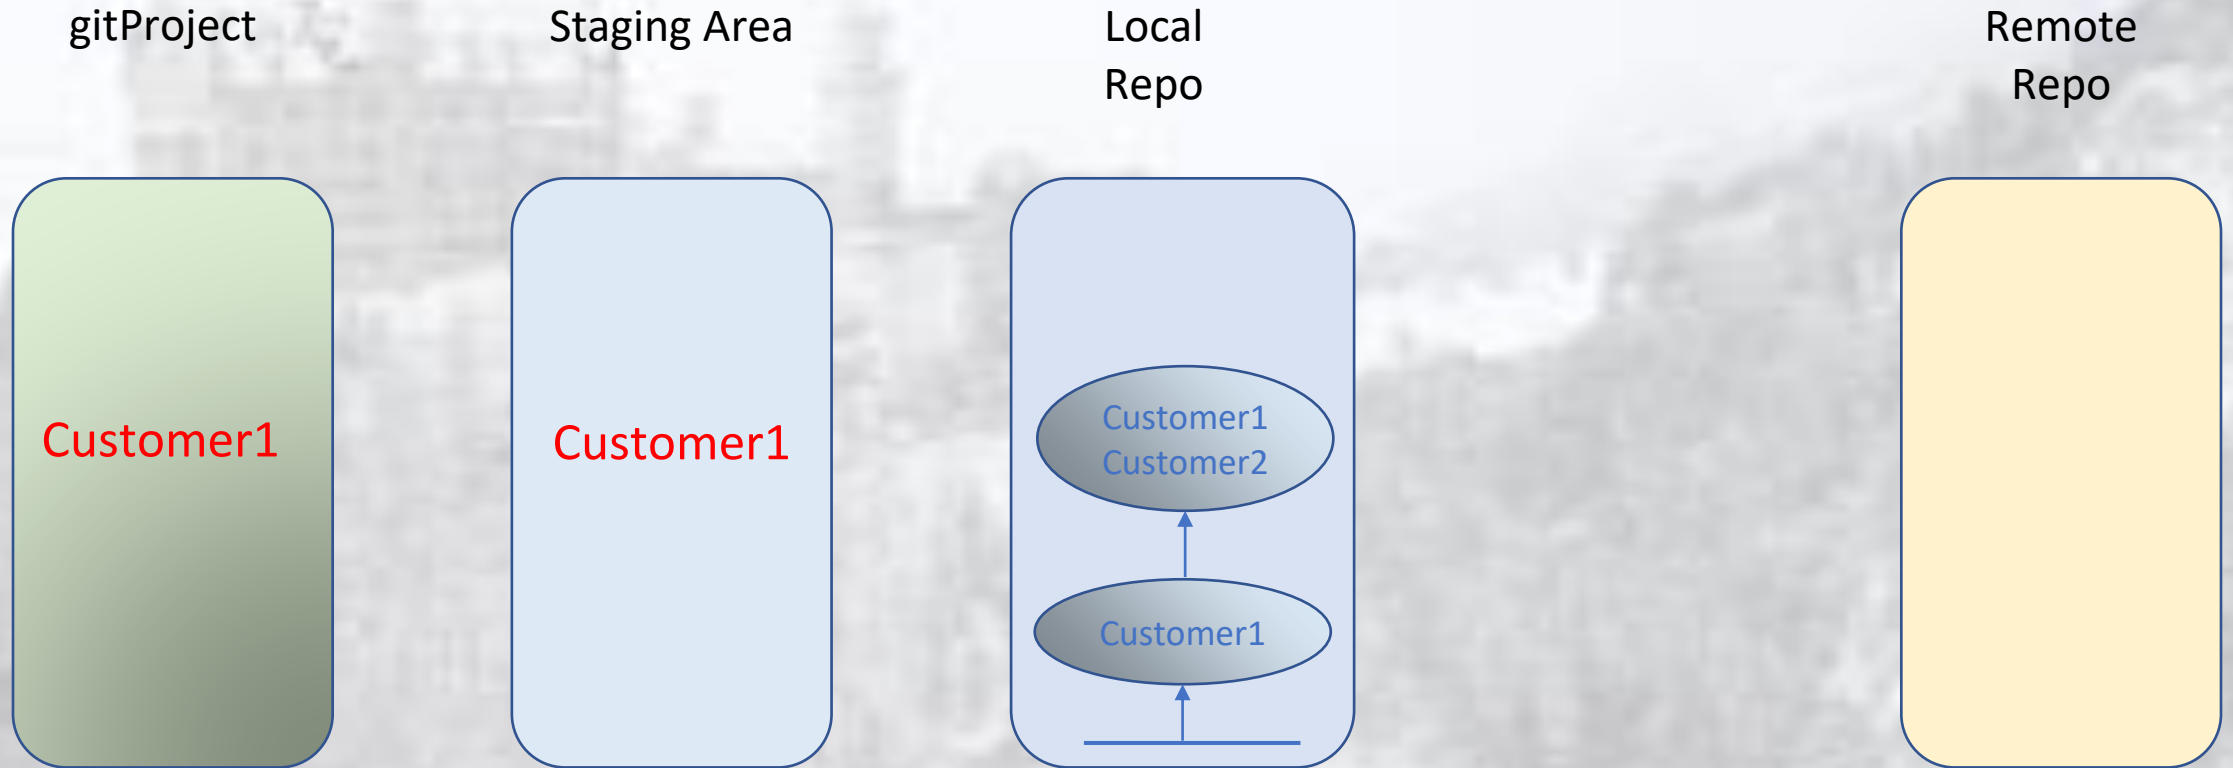 gitProject
Staging Area
Local
Repo
Remote
Repo
Customer1
Customer1
Customer1
Customer2
Customer1